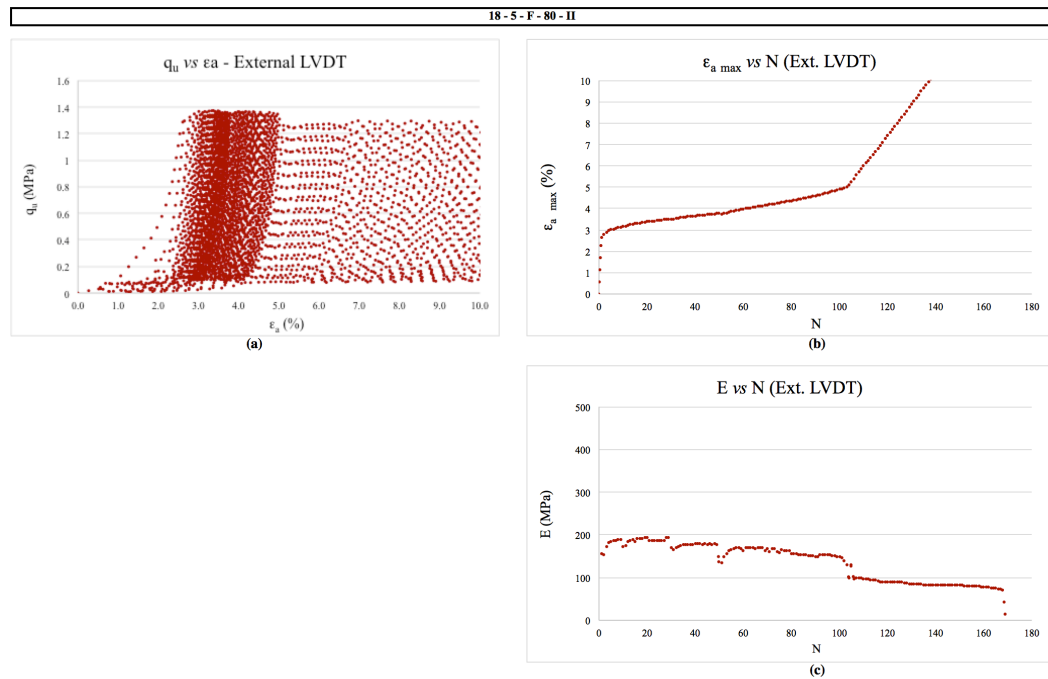 18 - 5 - F - 80 - II
qu vs εa - External LVDT
1.6
1.4
1.2
1
0.8
0.6
0.4
0.2
0
qu (MPa)
0.0 1.0 2.0 3.0 4.0 5.0 6.0 7.0 8.0 9.0 10.0
εa (%)
(a)
εa max vs N (Ext. LVDT)
10
9
8
7
6
5
4
3
2
1
0
εa max (%)
0 20 40 60 80 100 120 140 160 180
N
(b)
E vs N (Ext. LVDT)
500
400
300
200
100
0
E (MPa)
0 20 40 60 80 100 120 140 160 180
N
(c)